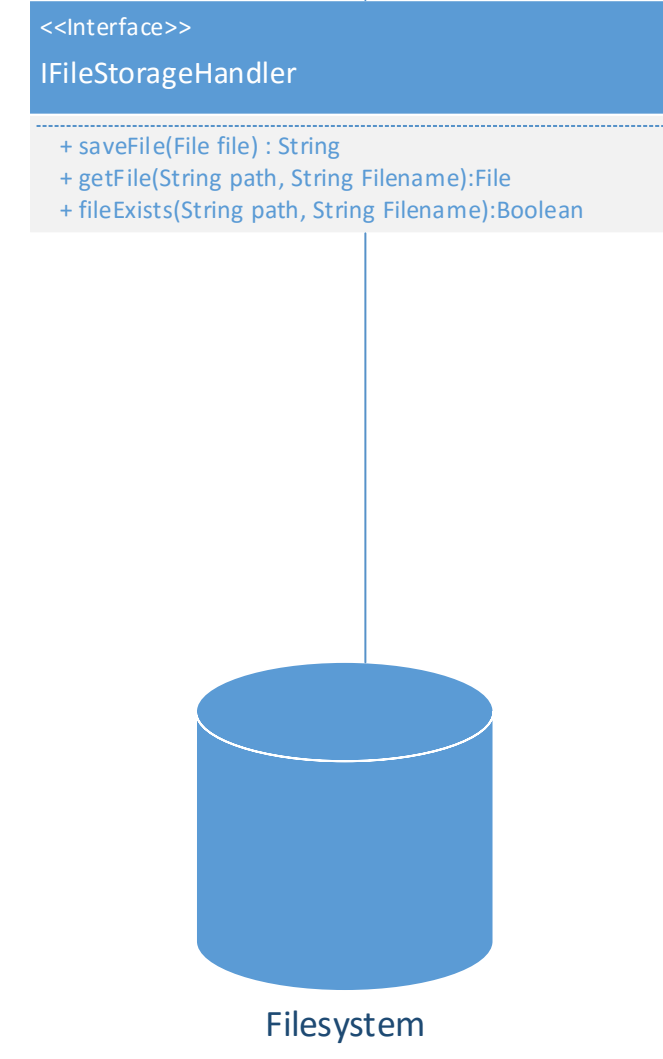 <<Interface>>
IFileStorageHandler
+ saveFile(File file) : String
+ getFile(String path, String Filename):File
+ fileExists(String path, String Filename):Boolean
Filesystem